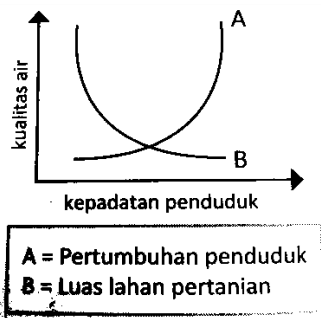 A
kualitas air
B
kepadatan penduduk
A = Pertumbuhan penduduk
B = Luas lahan pertanian